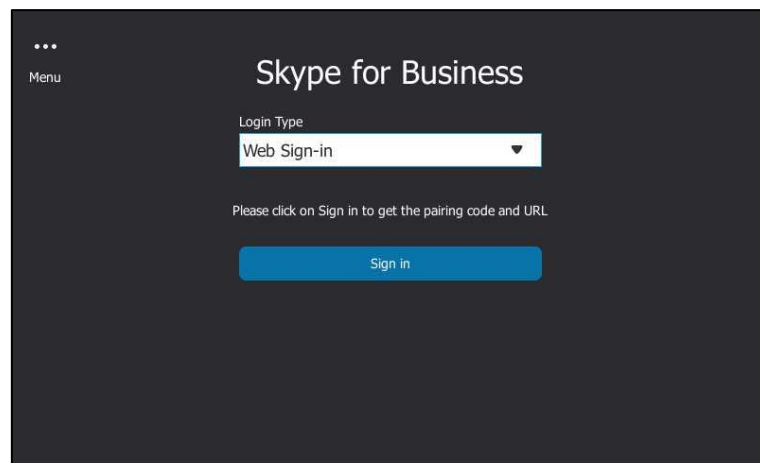 Menu
Skype for Business
Login Type
Web Sign-in
Please click on Sign in to get the pairing code and URL
Sign in